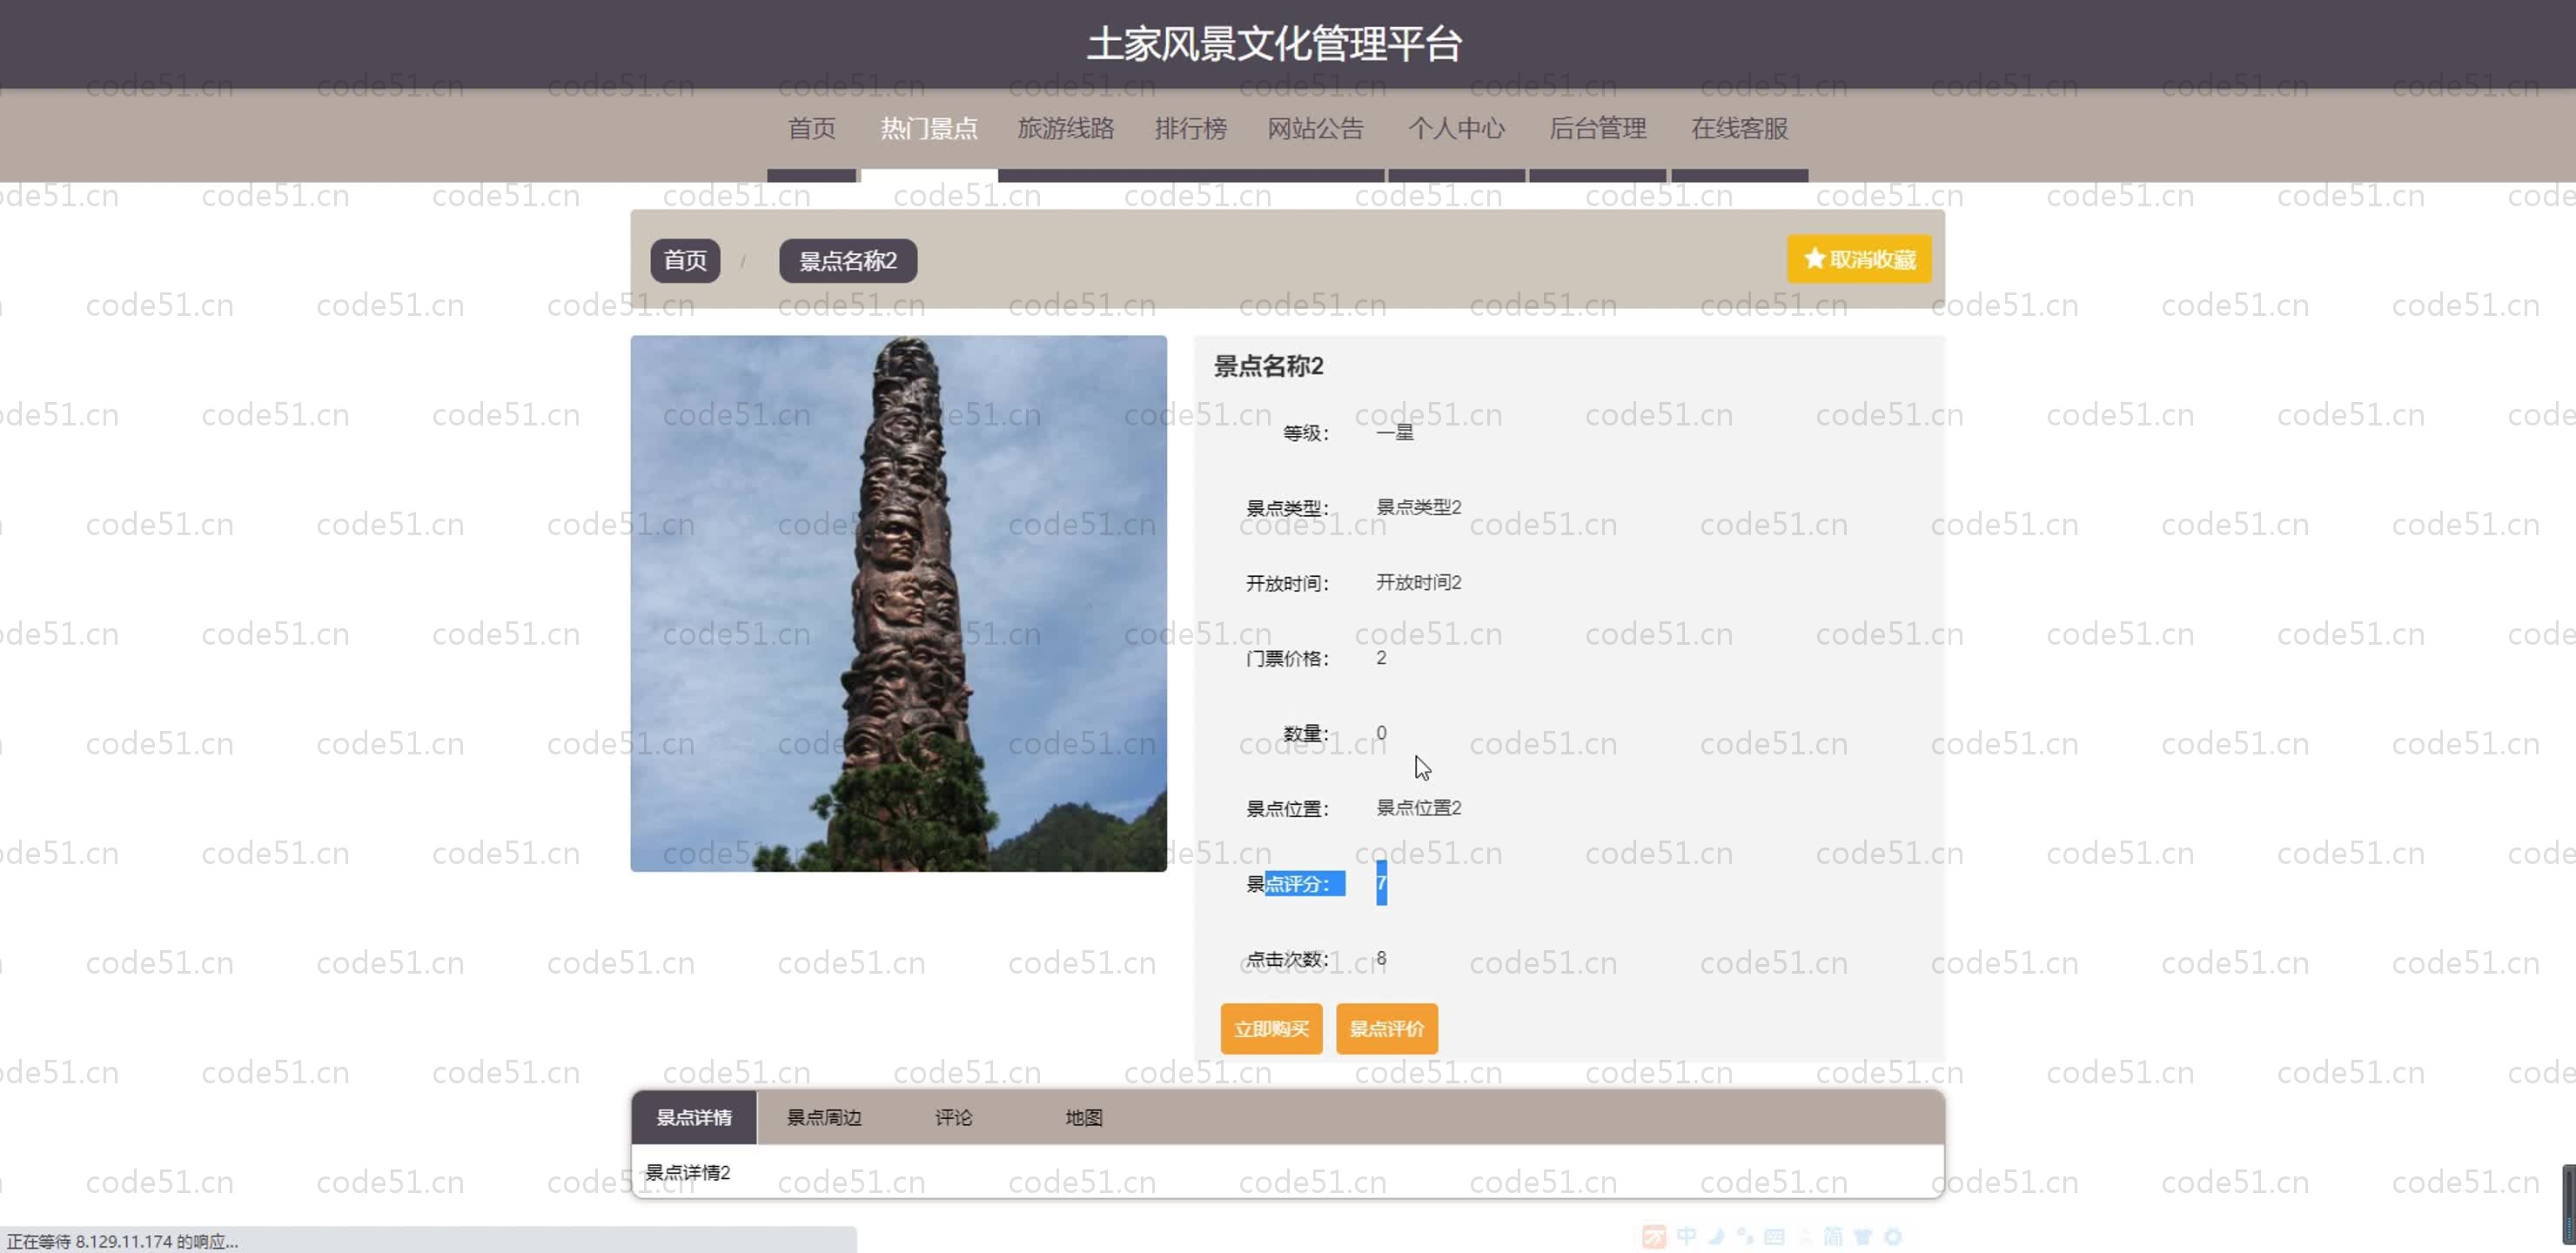 土家风景文化管理平台
首页 热门景点 旅游线路 排行榜 网站公告 个人中心 后台管理 在线客服
首页 / 景点名称2 取消收藏
景点名称2
等级： 一星
景点类型： 景点类型2
开放时间： 开放时间2
门票价格： 2
数量： 0
景点位置： 景点位置2
景点评分： 7
点击次数： 8
立即购买 景点评价
景点详情 景点周边 评论 地图
景点详情2
正在等待 8.129.11.174 的响应...
中 简
code51.cn